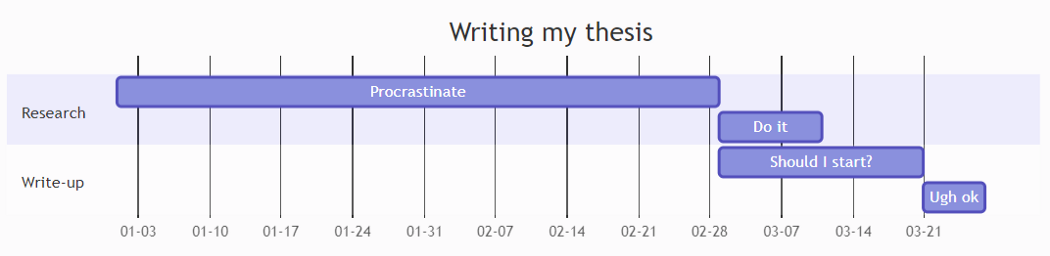 Writing my thesis
Procrastinate
Research
Do it
Should I start?
Write-up
Ugh ok
01-03 01-10 01-17 01-24 01-31 02-07 02-14 02-21 02-28 03-07 03-14 03-21